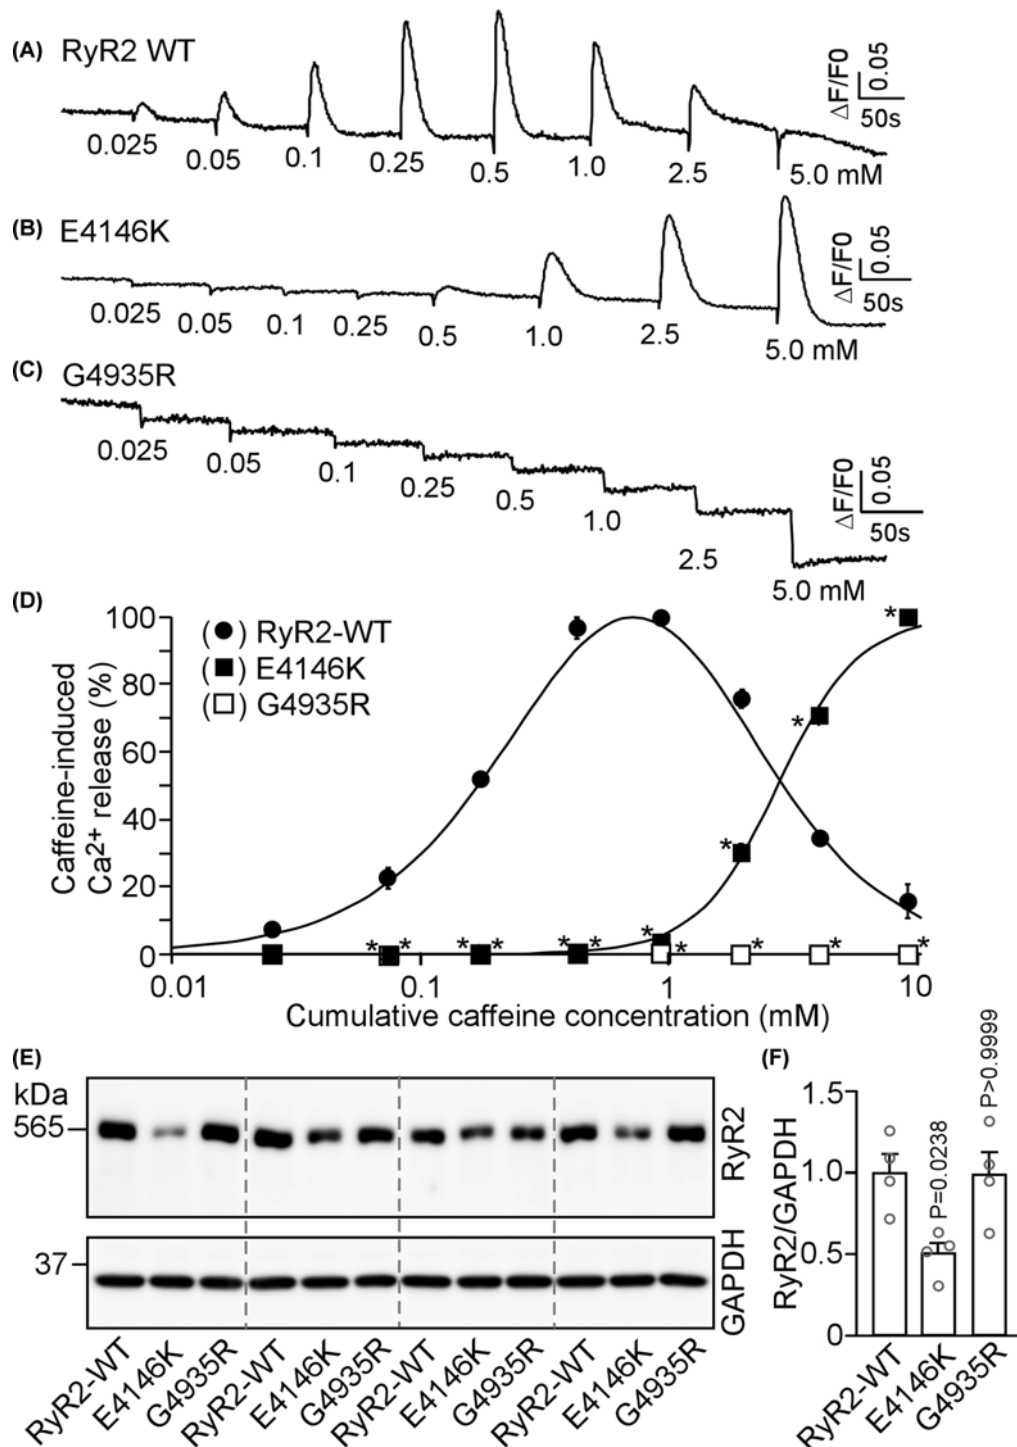 (A) RyR2 WT
0.025 0.05 0.1 0.25 0.5 1.0 2.5 5.0 mM
ΔF/F0 0.05
50s
(B) E4146K
0.025 0.05 0.1 0.25 0.5 1.0 2.5 5.0 mM
ΔF/F0 0.05
50s
(C) G4935R
0.025 0.05 0.1 0.25 0.5 1.0 2.5 5.0 mM
ΔF/F0 0.05
50s
(D)
Caffeine-induced
Ca2+ release (%)
100
80
60
40
20
0
(●) RyR2-WT
(■) E4146K
(□) G4935R
* * * * * * * * * * * * * *
0.01 0.1 1 10
Cumulative caffeine concentration (mM)
(E)
kDa
565
RyR2
37
GAPDH
RyR2-WT E4146K G4935R RyR2-WT E4146K G4935R RyR2-WT E4146K G4935R RyR2-WT E4146K G4935R
(F)
RyR2/GAPDH
1.5
1.0
0.5
0
P=0.0238
P>0.9999
RyR2-WT E4146K G4935R